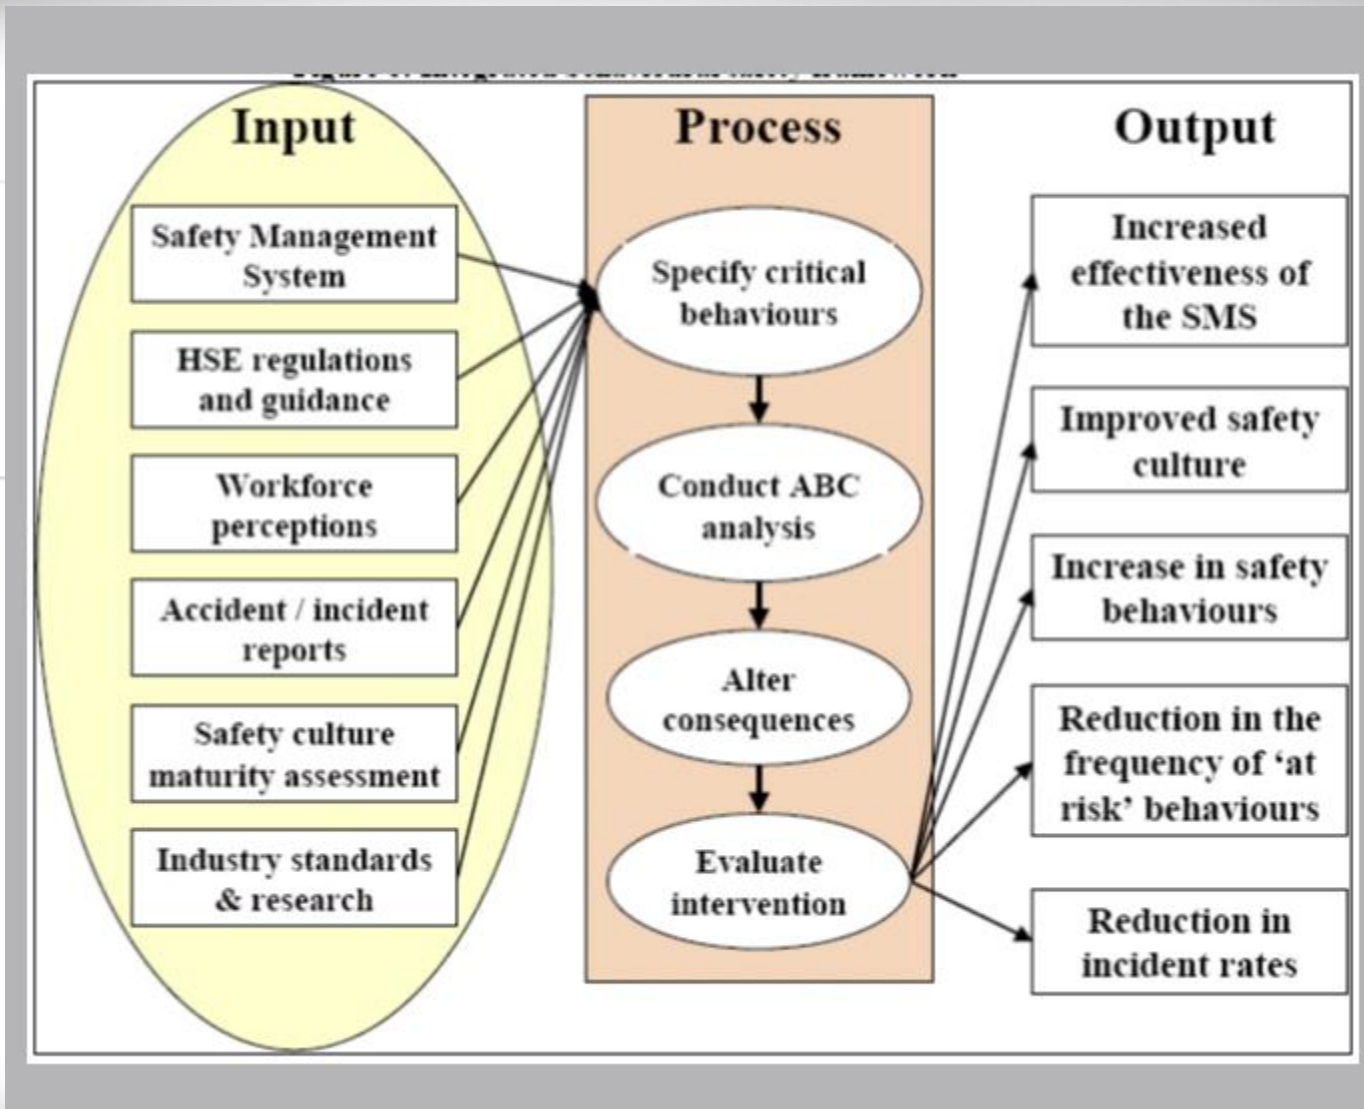 Input
Process
Output
Safety Management
System
HSE regulations
and guidance
Workforce
perceptions
Accident / incident
reports
Safety culture
maturity assessment
Industry standards
& research
Specify critical
behaviours
Conduct ABC
analysis
Alter
consequences
Evaluate
intervention
Increased
effectiveness of
the SMS
Improved safety
culture
Increase in safety
behaviours
Reduction in the
frequency of ‘at
risk’ behaviours
Reduction in
incident rates